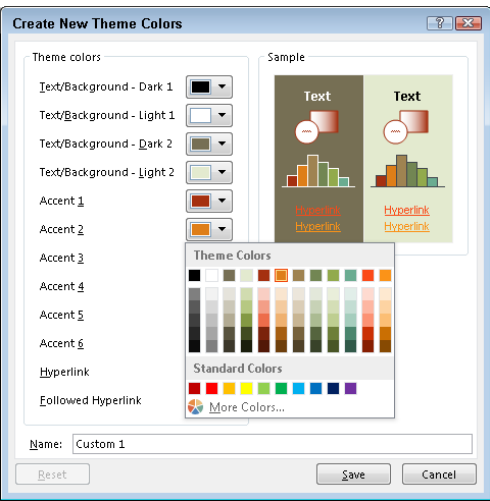 Create New Theme Colors
Theme colors
Sample
Text/Background - Dark 1
Text/Background - Light 1
Text/Background - Dark 2
Text/Background - Light 2
Accent 1
Accent 2
Accent 3
Accent 4
Accent 5
Accent 6
Hyperlink
Followed Hyperlink
Text Text
Hyperlink Hyperlink
Hyperlink Hyperlink
Theme Colors
Standard Colors
More Colors...
Name: Custom 1
Reset Save Cancel